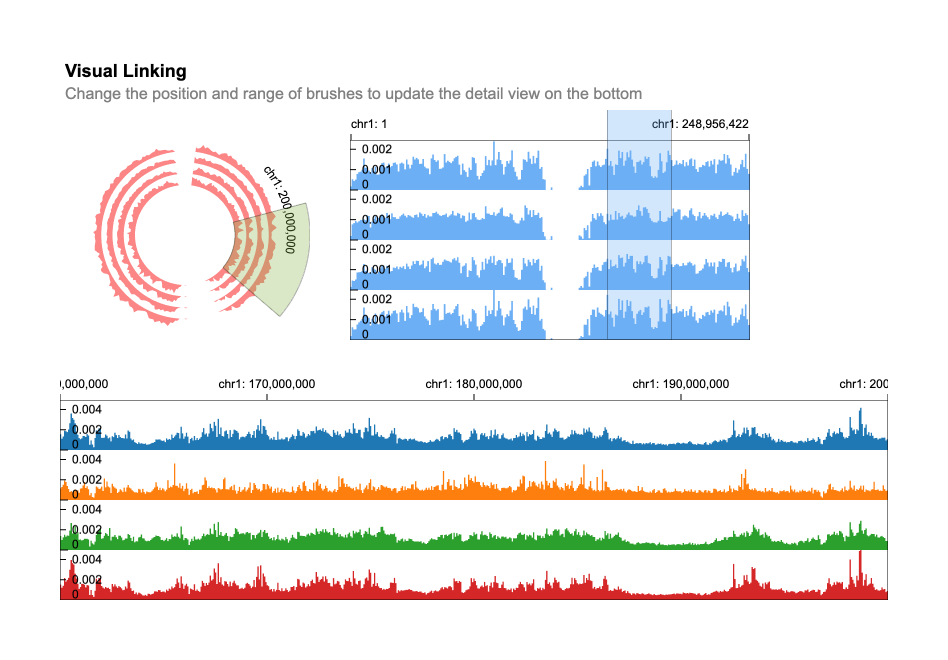 Visual Linking
Change the position and range of brushes to update the detail view on the bottom
chr1: 200,000,000
chr1: 1
chr1: 248,956,422
0.002
0.001
0
0.002
0.001
0
0.002
0.001
0
0.002
0.001
0
0,000,000
chr1: 170,000,000
chr1: 180,000,000
chr1: 190,000,000
chr1: 200
0.004
0.002
0
0.004
0.002
0
0.004
0.002
0
0.004
0.002
0